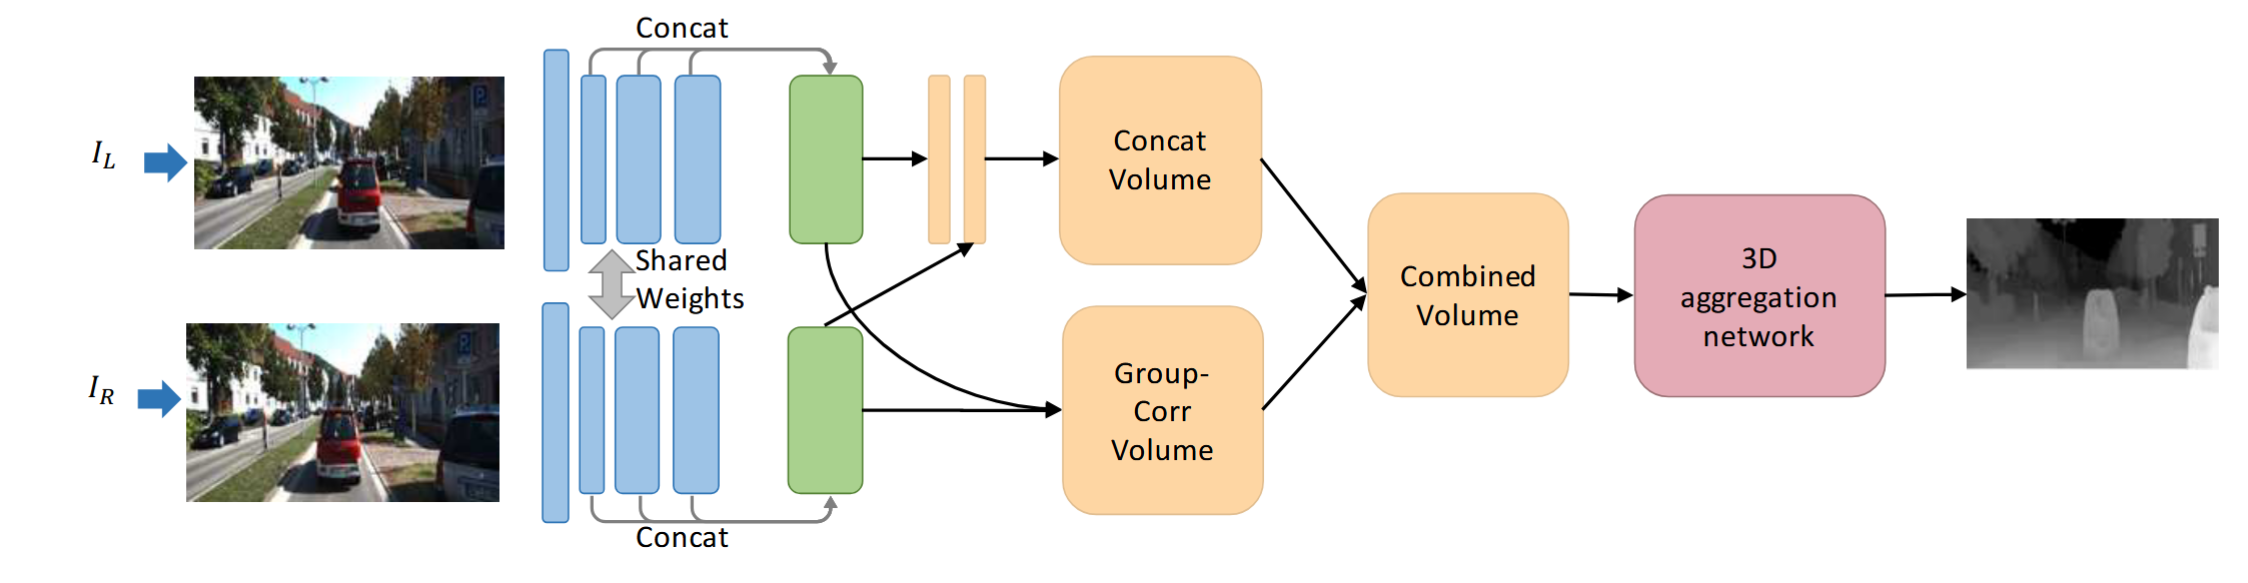 Concat
I_L
Shared
Weights
I_R
Concat
Concat
Volume
Group-
Corr
Volume
Combined
Volume
3D
aggregation
network
P